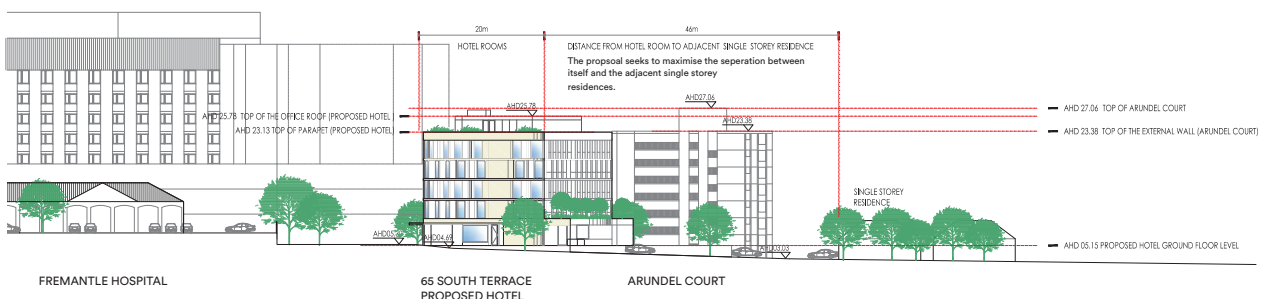 20m
46m
HOTEL ROOMS
DISTANCE FROM HOTEL ROOM TO ADJACENT SINGLE STOREY RESIDENCE
The propsoal seeks to maximise the seperation between
itself and the adjacent single storey
residences.
AHD27.06
AHD25.78
AHD 27.06 TOP OF ARUNDEL COURT
AHD 25.78 TOP OF THE OFFICE ROOF (PROPOSED HOTEL )
AHD23.38
AHD 23.13 TOP OF PARAPET (PROPOSED HOTEL)
AHD 23.38 TOP OF THE EXTERNAL WALL (ARUNDEL COURT)
SINGLE STOREY
RESIDENCE
AHD04.69
AHD03.03
AHD 05.15 PROPOSED HOTEL GROUND FLOOR LEVEL
FREMANTLE HOSPITAL
65 SOUTH TERRACE
PROPOSED HOTEL
ARUNDEL COURT